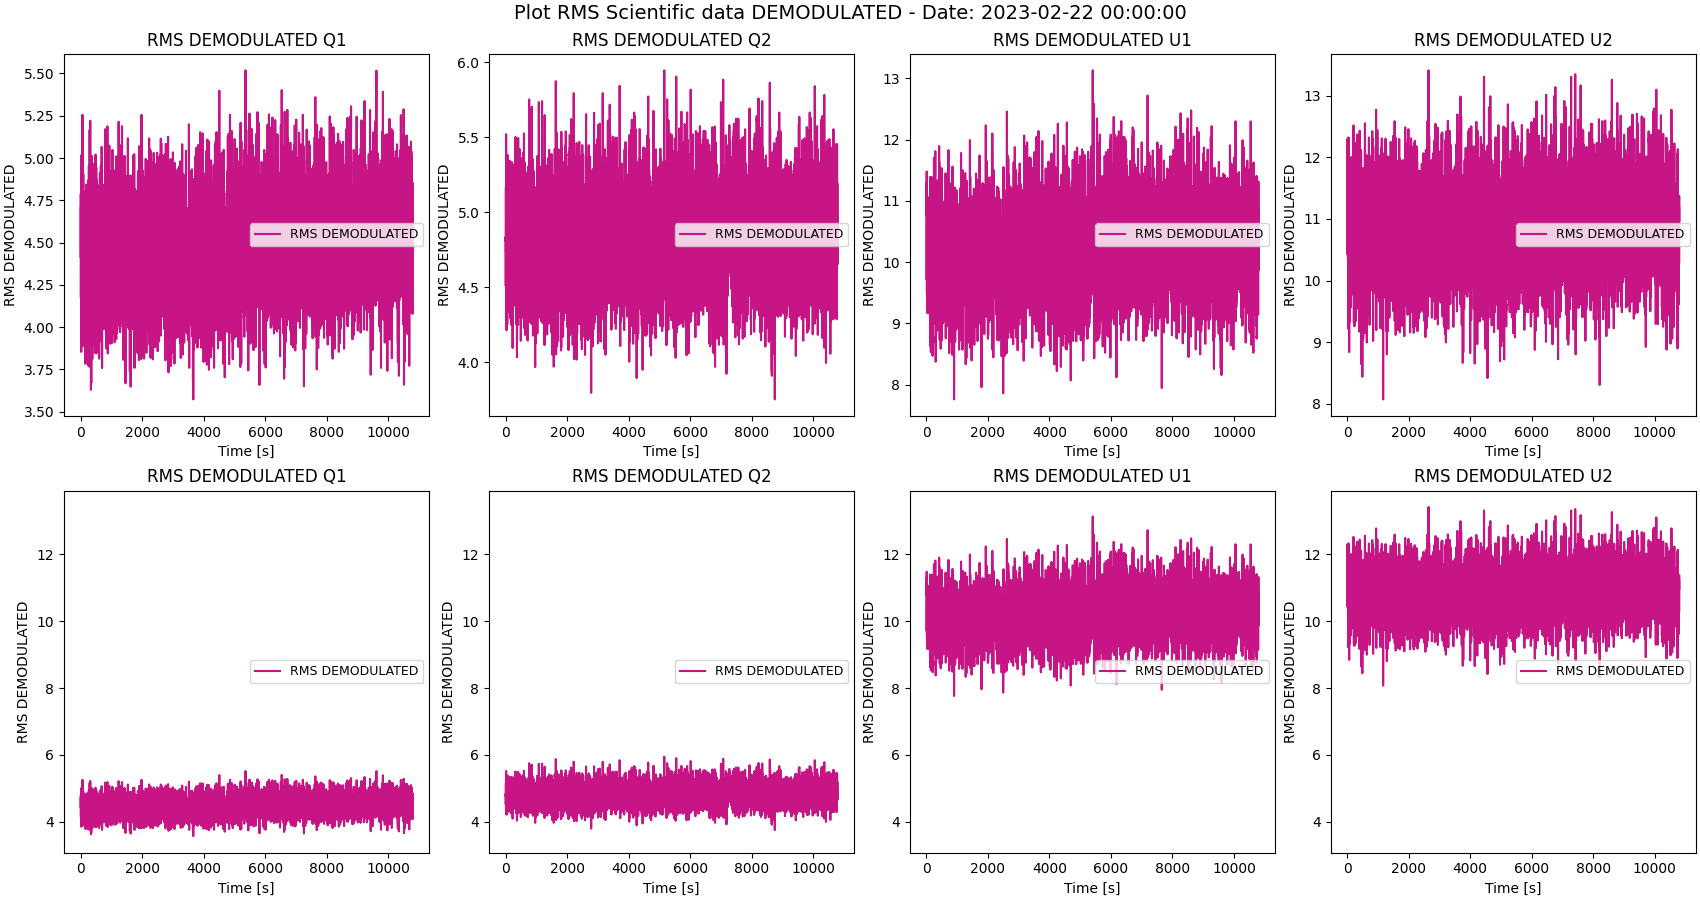 Plot RMS Scientific data DEMODULATED - Date: 2023-02-22 00:00:00
RMS DEMODULATED Q1
RMS DEMODULATED
5.50
5.25
5.00
4.75
4.50
4.25
4.00
3.75
3.50
RMS DEMODULATED
0 2000 4000 6000 8000 10000
Time [s]
RMS DEMODULATED Q2
RMS DEMODULATED
6.0
5.5
5.0
4.5
4.0
RMS DEMODULATED
0 2000 4000 6000 8000 10000
Time [s]
RMS DEMODULATED U1
RMS DEMODULATED
13
12
11
10
9
8
RMS DEMODULATED
0 2000 4000 6000 8000 10000
Time [s]
RMS DEMODULATED U2
RMS DEMODULATED
13
12
11
10
9
8
RMS DEMODULATED
0 2000 4000 6000 8000 10000
Time [s]
RMS DEMODULATED Q1
RMS DEMODULATED
12
10
8
6
4
RMS DEMODULATED
0 2000 4000 6000 8000 10000
Time [s]
RMS DEMODULATED Q2
RMS DEMODULATED
12
10
8
6
4
RMS DEMODULATED
0 2000 4000 6000 8000 10000
Time [s]
RMS DEMODULATED U1
RMS DEMODULATED
12
10
8
6
4
RMS DEMODULATED
0 2000 4000 6000 8000 10000
Time [s]
RMS DEMODULATED U2
RMS DEMODULATED
12
10
8
6
4
RMS DEMODULATED
0 2000 4000 6000 8000 10000
Time [s]